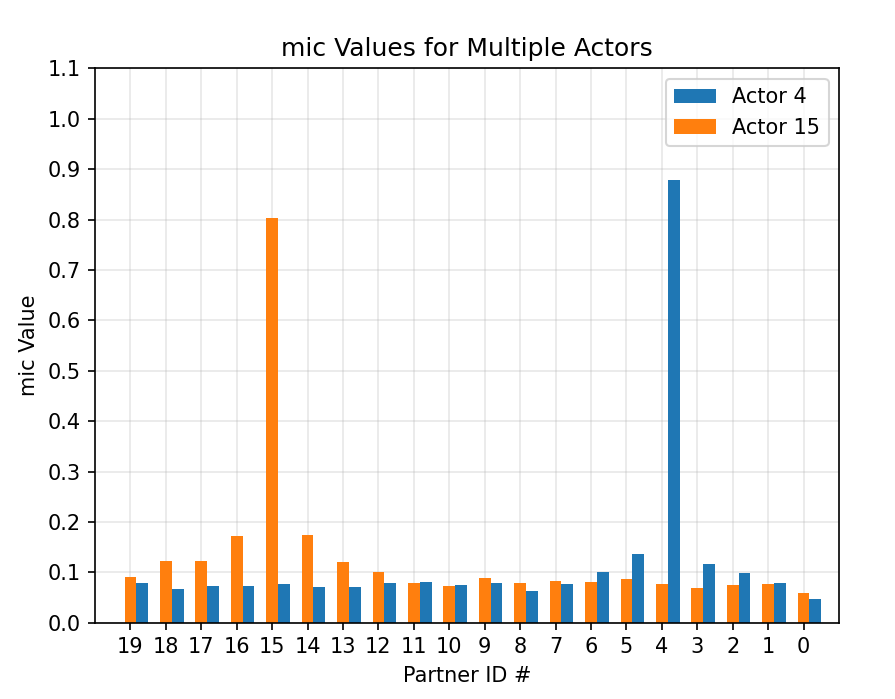 mic Values for Multiple Actors
1.1
1.0
0.9
0.8
0.7
0.6
0.5
0.4
0.3
0.2
0.1
0.0
mic Value
Actor 4
Actor 15
19 18 17 16 15 14 13 12 11 10 9 8 7 6 5 4 3 2 1 0
Partner ID #